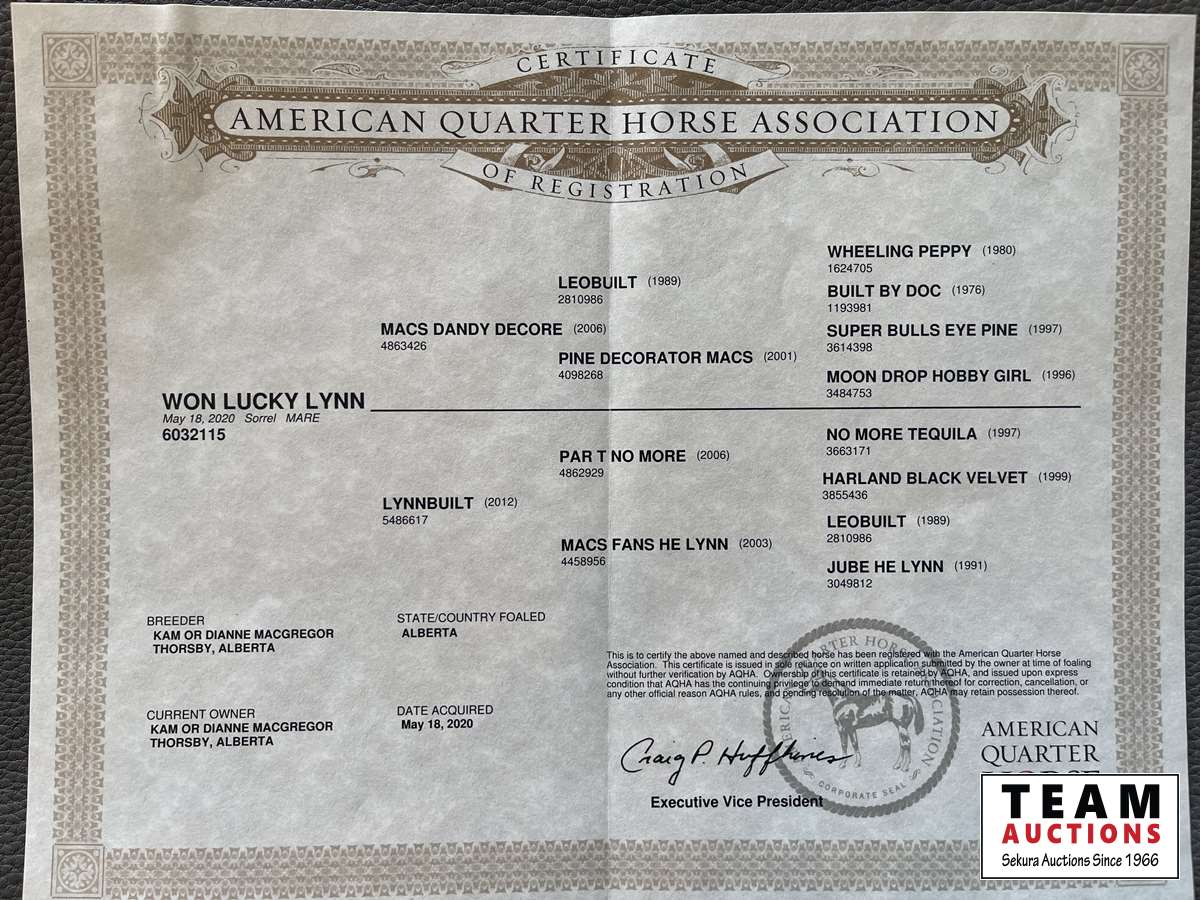 CERTIFICATE
AMERICAN QUARTER HORSE ASSOCIATION
OF REGISTRATION
WHEELING PEPPY (1980)
1624705
LEOBUILT (1989)
2810986
BUILT BY DOC (1976)
1193981
MACS DANDY DECORE (2006)
4863426
SUPER BULLS EYE PINE (1997)
3614398
PINE DECORATOR MACS (2001)
4098268
MOON DROP HOBBY GIRL (1996)
3484753
WON LUCKY LYNN
May 18, 2020 Sorrel MARE
6032115
NO MORE TEQUILA (1997)
3663171
PAR T NO MORE (2006)
4862929
HARLAND BLACK VELVET (1999)
3855436
LYNNBUILT (2012)
5486617
LEOBUILT (1989)
2810986
MACS FANS HE LYNN (2003)
4458956
JUBE HE LYNN (1991)
3049812
BREEDER
KAM OR DIANNE MACGREGOR
THORSBY, ALBERTA
STATE/COUNTRY FOALED
ALBERTA
CURRENT OWNER
KAM OR DIANNE MACGREGOR
THORSBY, ALBERTA
DATE ACQUIRED
May 18, 2020
This is to certify the above named and described horse has been registered with the American Quarter Horse
Association. This certificate is issued in sole reliance on written application submitted by the owner at time of foaling
without further verification by AQHA. Ownership of this certificate is retained by AQHA, and issued upon express
condition that AQHA has the continuing privilege to demand immediate return thereof for correction, cancellation, or
any other official reason AQHA rules, and pending resolution of the matter, AQHA may retain possession thereof.
Craig P. Huffhines
Executive Vice President
CORPORATE SEAL
AMERICAN
QUARTER
HORSE
TEAM
AUCTIONS
Sekura Auctions Since 1966